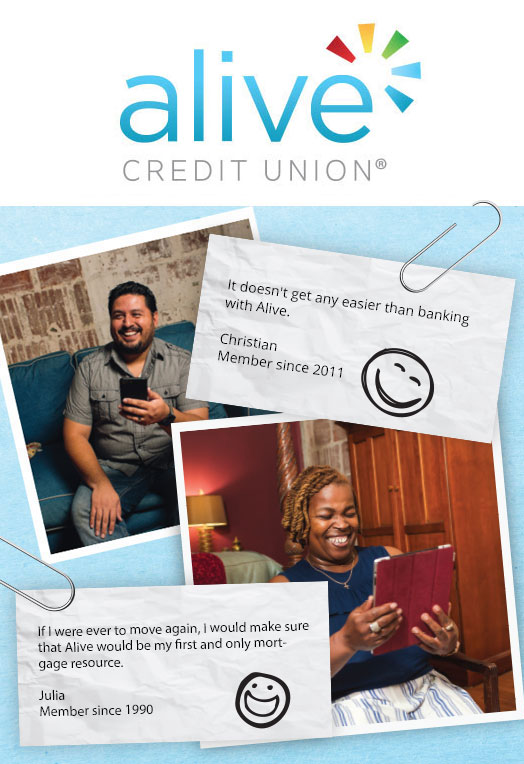 alive
CREDIT UNION®
It doesn't get any easier than banking
with Alive.
Christian
Member since 2011
If I were ever to move again, I would make sure
that Alive would be my first and only mort-
gage resource.
Julia
Member since 1990